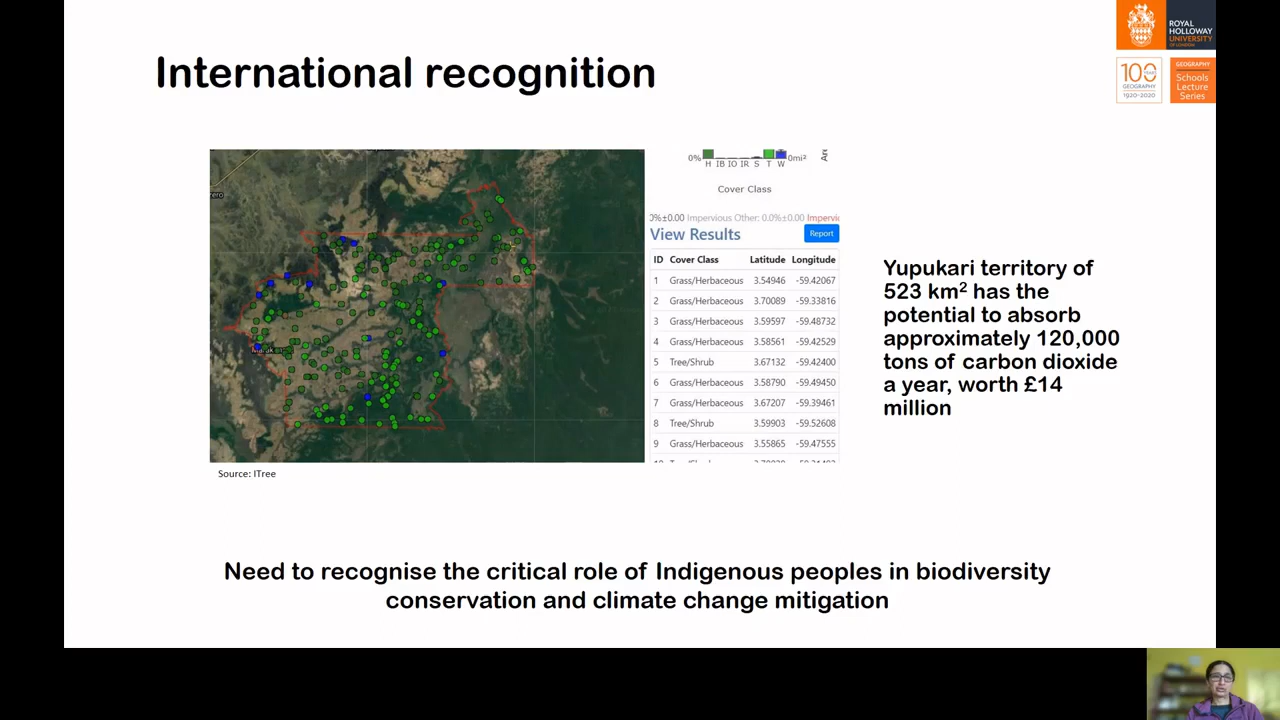 ROYAL
HOLLOWAY
UNIVERSITY
OF LONDON
International recognition
100 YEARS
GEOGRAPHY
1920-2020
GEOGRAPHY
Schools
Lecture
Series
0%
H IB IO IR S T W
0mi²
Cover Class
0%±0.00 Impervious Other: 0.0%±0.00 Impervio
View Results
Report
ID Cover Class Latitude Longitude
1 Grass/Herbaceous 3.54946 -59.42067
2 Grass/Herbaceous 3.70089 -59.33816
3 Grass/Herbaceous 3.59597 -59.48732
4 Grass/Herbaceous 3.58561 -59.42529
5 Tree/Shrub 3.67132 -59.42400
6 Grass/Herbaceous 3.58790 -59.49450
7 Grass/Herbaceous 3.67207 -59.39461
8 Tree/Shrub 3.59903 -59.52608
9 Grass/Herbaceous 3.55865 -59.47555
Yupukari territory of
523 km² has the
potential to absorb
approximately 120,000
tons of carbon dioxide
a year, worth £14
million
Source: ITree
Need to recognise the critical role of Indigenous peoples in biodiversity
conservation and climate change mitigation